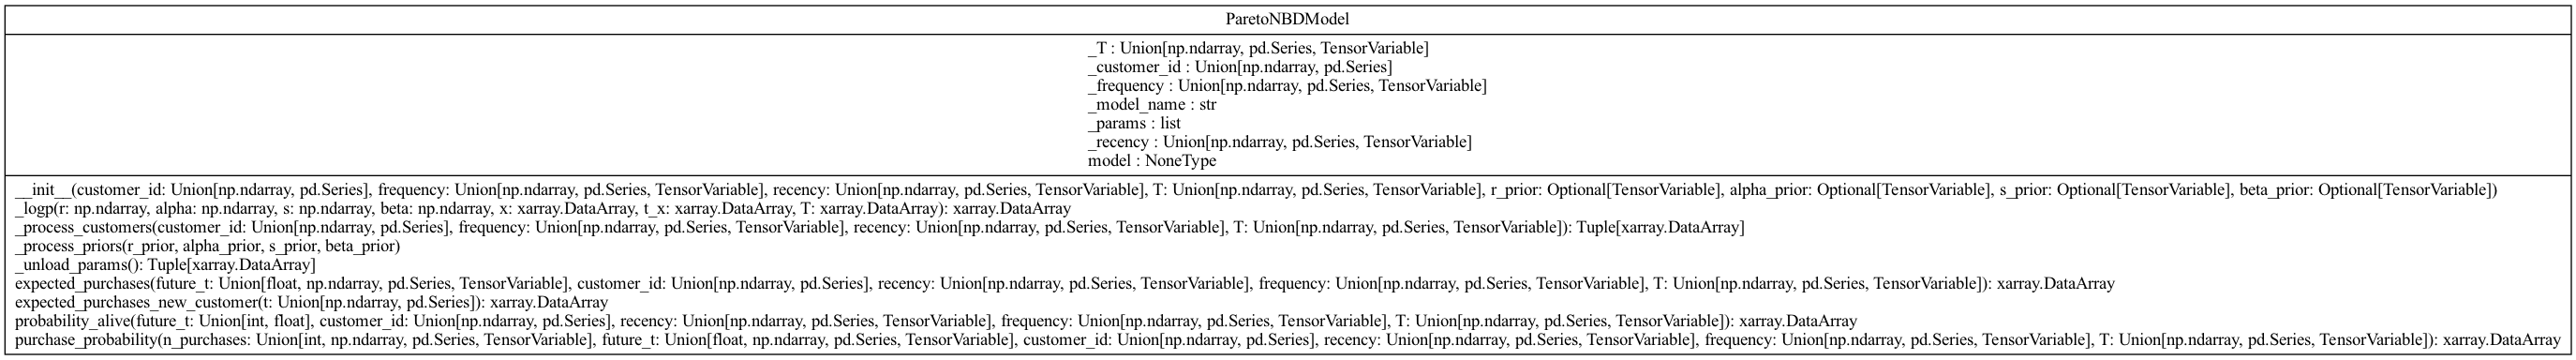 ParetoNBDModel
_T : Union[np.ndarray, pd.Series, TensorVariable]
_customer_id : Union[np.ndarray, pd.Series]
_frequency : Union[np.ndarray, pd.Series, TensorVariable]
_model_name : str
_params : list
_recency : Union[np.ndarray, pd.Series, TensorVariable]
model : NoneType
__init__(customer_id: Union[np.ndarray, pd.Series], frequency: Union[np.ndarray, pd.Series, TensorVariable], recency: Union[np.ndarray, pd.Series, TensorVariable], T: Union[np.ndarray, pd.Series, TensorVariable], r_prior: Optional[TensorVariable], alpha_prior: Optional[TensorVariable], s_prior: Optional[TensorVariable], beta_prior: Optional[TensorVariable])
_logp(r: np.ndarray, alpha: np.ndarray, s: np.ndarray, beta: np.ndarray, x: xarray.DataArray, t_x: xarray.DataArray, T: xarray.DataArray): xarray.DataArray
_process_customers(customer_id: Union[np.ndarray, pd.Series], frequency: Union[np.ndarray, pd.Series, TensorVariable], recency: Union[np.ndarray, pd.Series, TensorVariable], T: Union[np.ndarray, pd.Series, TensorVariable]): Tuple[xarray.DataArray]
_process_priors(r_prior, alpha_prior, s_prior, beta_prior)
_unload_params(): Tuple[xarray.DataArray]
expected_purchases(future_t: Union[float, np.ndarray, pd.Series, TensorVariable], customer_id: Union[np.ndarray, pd.Series], recency: Union[np.ndarray, pd.Series, TensorVariable], frequency: Union[np.ndarray, pd.Series, TensorVariable], T: Union[np.ndarray, pd.Series, TensorVariable]): xarray.DataArray
expected_purchases_new_customer(t: Union[np.ndarray, pd.Series]): xarray.DataArray
probability_alive(future_t: Union[int, float], customer_id: Union[np.ndarray, pd.Series], recency: Union[np.ndarray, pd.Series, TensorVariable], frequency: Union[np.ndarray, pd.Series, TensorVariable], T: Union[np.ndarray, pd.Series, TensorVariable]): xarray.DataArray
purchase_probability(n_purchases: Union[int, np.ndarray, pd.Series, TensorVariable], future_t: Union[float, np.ndarray, pd.Series, TensorVariable], customer_id: Union[np.ndarray, pd.Series], recency: Union[np.ndarray, pd.Series, TensorVariable], frequency: Union[np.ndarray, pd.Series, TensorVariable], T: Union[np.ndarray, pd.Series, TensorVariable]): xarray.DataArray